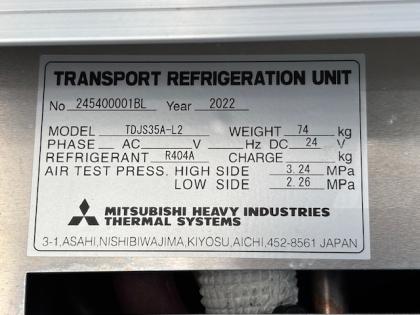 TRANSPORT REFRIGERATION UNIT
No. 245400001BL Year 2022
MODEL TDJS35A-L2 WEIGHT 74 kg
PHASE AC V Hz DC 24 V
REFRIGERANT R404A CHARGE kg
AIR TEST PRESS. HIGH SIDE 3.24 MPa
LOW SIDE 2.26 MPa
MITSUBISHI HEAVY INDUSTRIES
THERMAL SYSTEMS
3-1,ASAHI,NISHIBIWAJIMA,KIYOSU,AICHI,452-8561 JAPAN